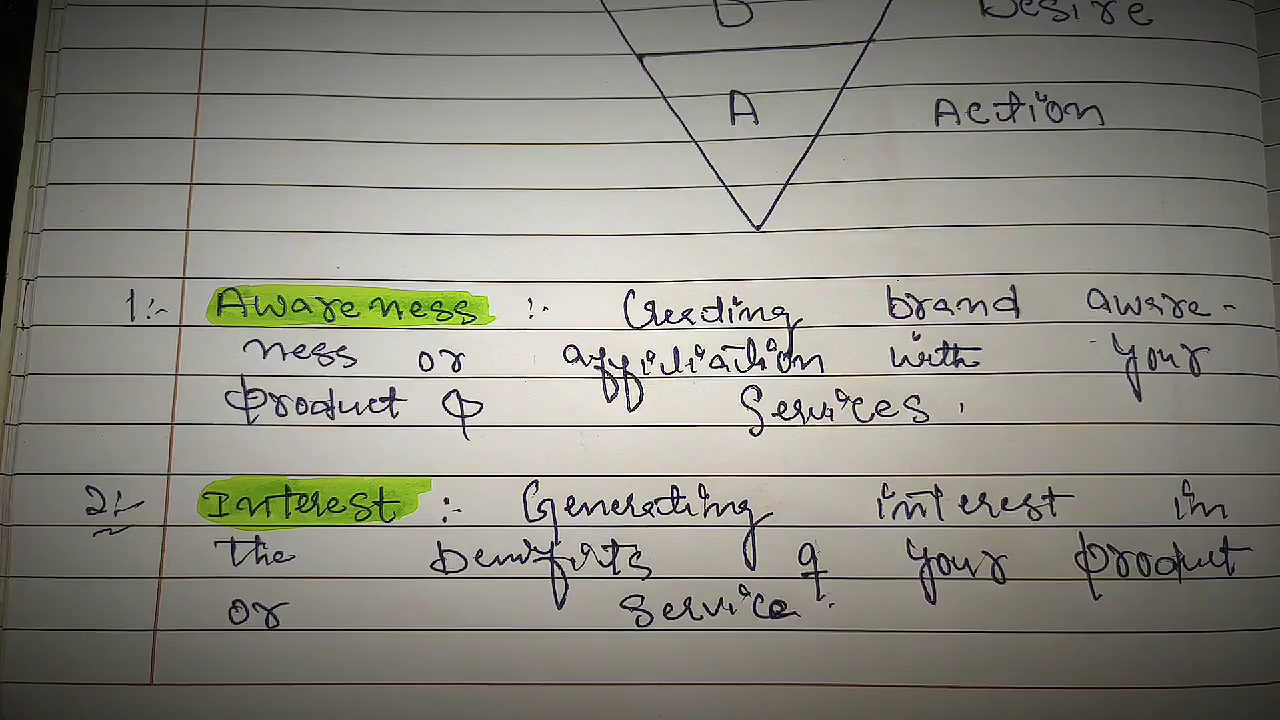 D Desire
A Action
1:- Awareness :- Creating brand aware-
ness or affiliation with your
product & services.
2:- Interest :- Generating interest in
the benifits of your product
or service.